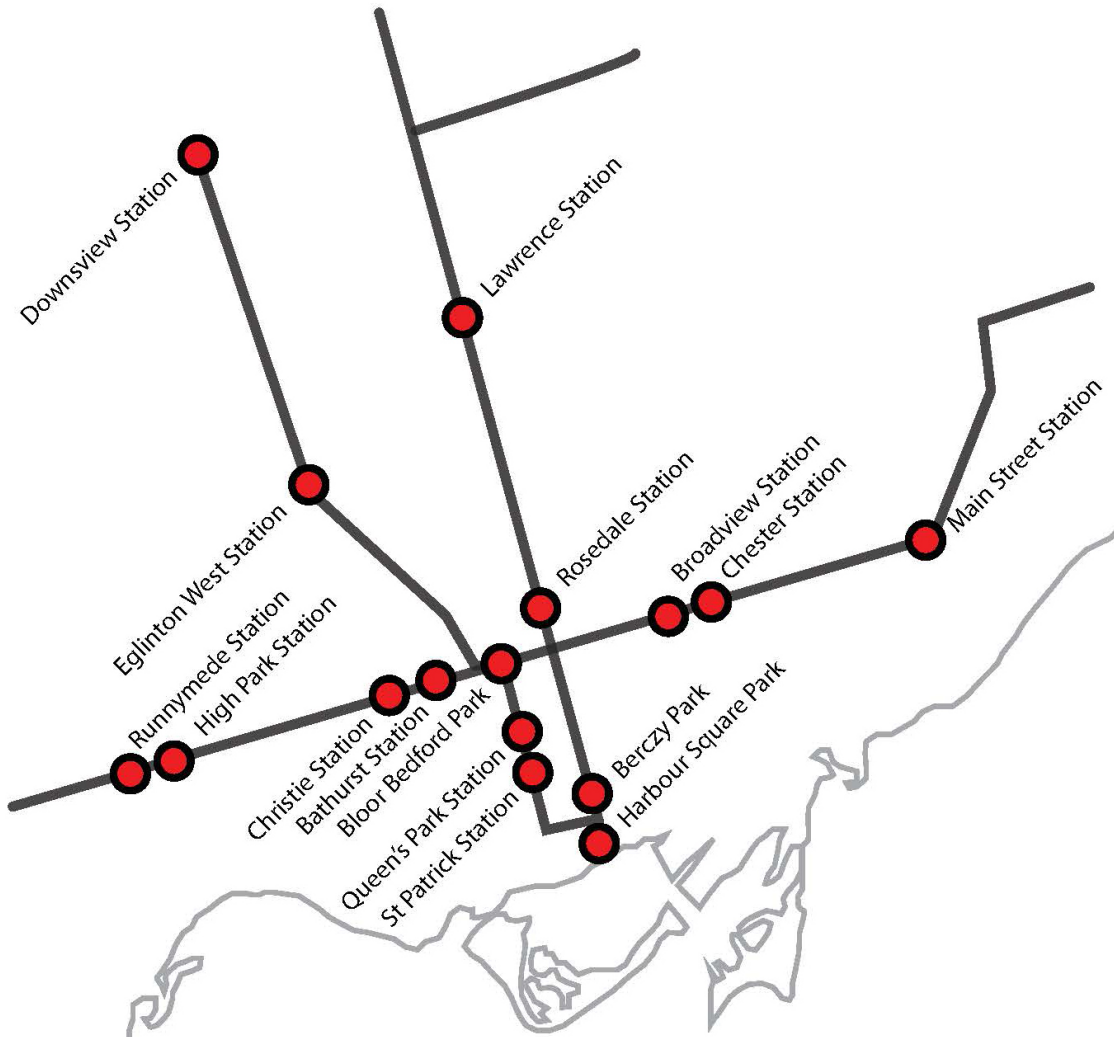 Downsview Station
Lawrence Station
Eglinton West Station
Rosedale Station
Broadview Station
Chester Station
Main Street Station
Runnymede Station
High Park Station
Christie Station
Bathurst Station
Bloor Bedford Park
Queen's Park Station
St Patrick Station
Berczy Park
Harbour Square Park